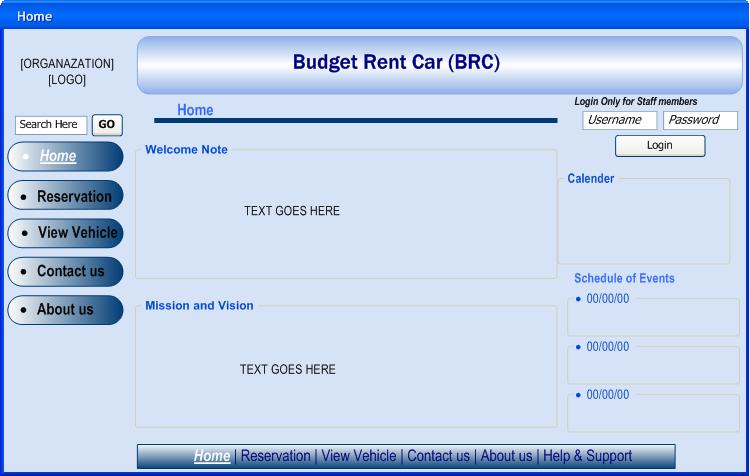 Home
[ORGANAZATION]
[LOGO]
Budget Rent Car (BRC)
Home
Login Only for Staff members
Username
Password
Login
Search Here
GO
Home
Reservation
View Vehicle
Contact us
About us
Welcome Note
TEXT GOES HERE
Mission and Vision
TEXT GOES HERE
Calender
Schedule of Events
00/00/00
00/00/00
00/00/00
Home | Reservation | View Vehicle | Contact us | About us | Help & Support